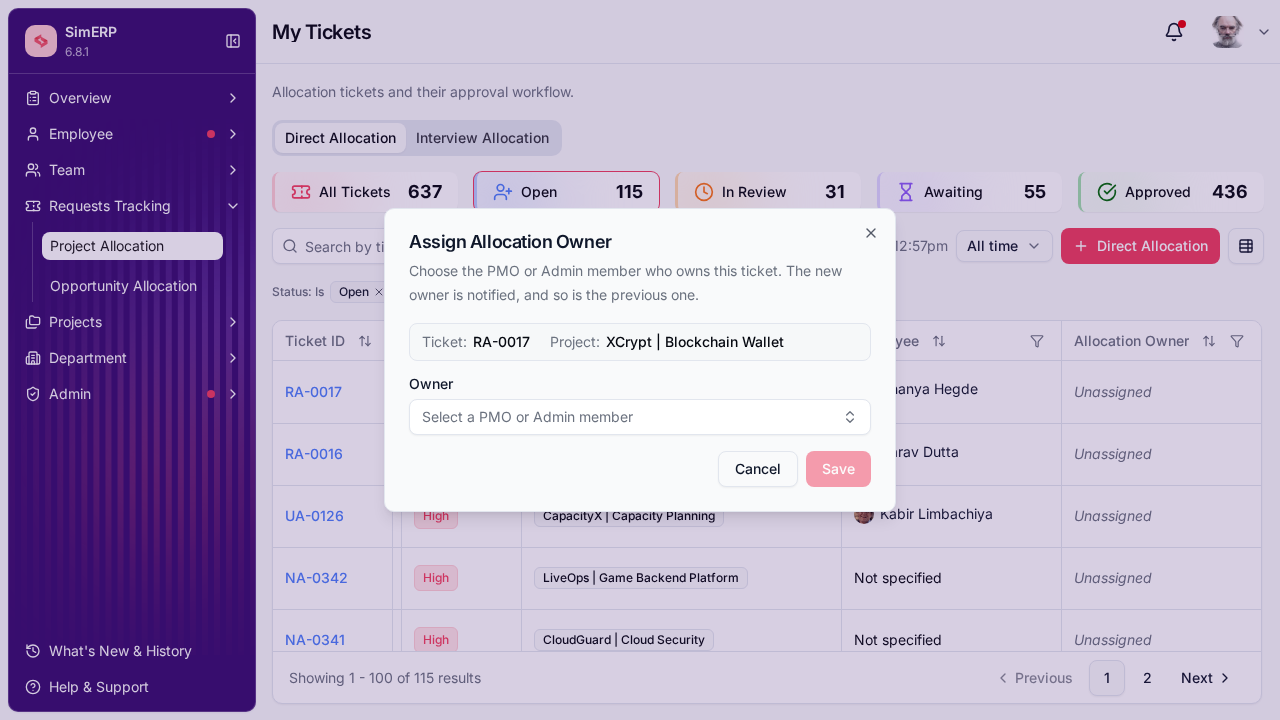 SimERP
6.8.1
Overview
Employee
Team
Requests Tracking
Project Allocation
Opportunity Allocation
Projects
Department
Admin
What's New & History
Help & Support
My Tickets
Allocation tickets and their approval workflow.
Direct Allocation Interview Allocation
All Tickets 637
Open 115
In Review 31
Awaiting 55
Approved 436
Search by
12:57pm
All time
Direct Allocation
Status: Is Open
Assign Allocation Owner
Choose the PMO or Admin member who owns this ticket. The new
owner is notified, and so is the previous one.
Ticket: RA-0017 Project: XCrypt | Blockchain Wallet
Owner
Select a PMO or Admin member
Cancel Save
Ticket ID Allocation Owner
RA-0017 Hegde Unassigned
RA-0016 Dutta Unassigned
UA-0126 High CapacityX | Capacity Planning Kabir Limbachiya Unassigned
NA-0342 High LiveOps | Game Backend Platform Not specified Unassigned
NA-0341 High CloudGuard | Cloud Security Not specified Unassigned
Showing 1 - 100 of 115 results
Previous 1 2 Next